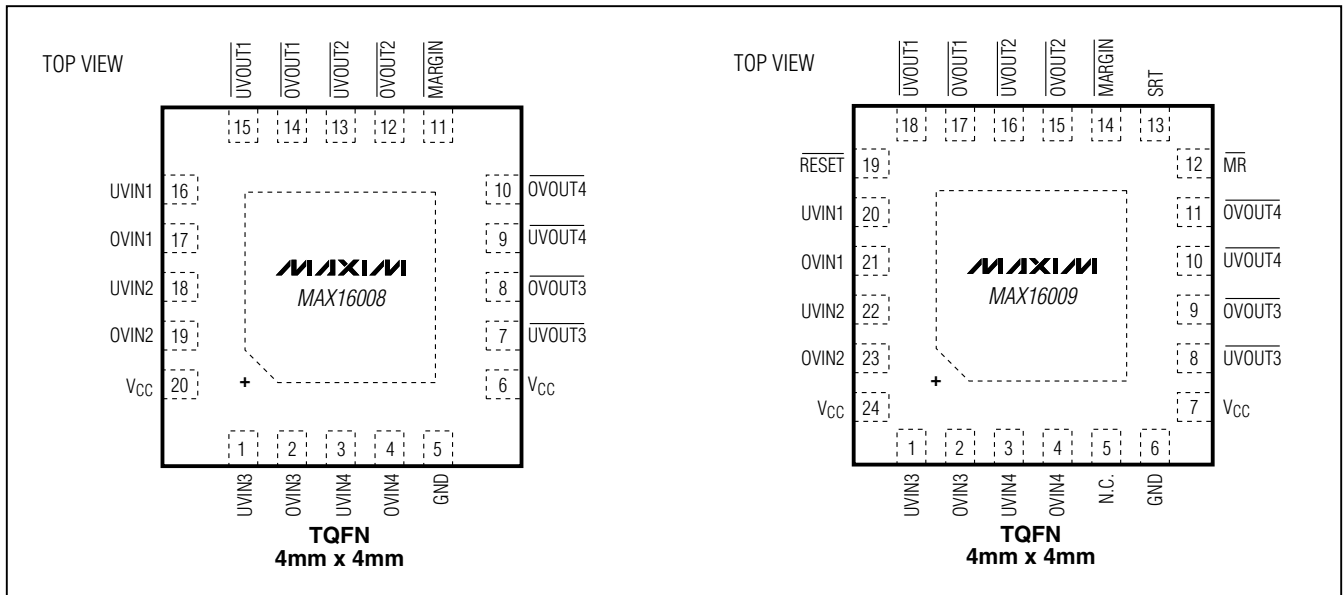 TOP VIEW
UVOUT1
OVOUT1
UVOUT2
OVOUT2
MARGIN
15
14
13
12
11
UVIN1 16
OVIN1 17
UVIN2 18
OVIN2 19
VCC 20
10 OVOUT4
9 UVOUT4
8 OVOUT3
7 UVOUT3
6 VCC
MAXIM
MAX16008
+
1
2
3
4
5
UVIN3
OVIN3
UVIN4
OVIN4
GND
TQFN
4mm x 4mm
TOP VIEW
UVOUT1
OVOUT1
UVOUT2
OVOUT2
MARGIN
SRT
18
17
16
15
14
13
RESET 19
UVIN1 20
OVIN1 21
UVIN2 22
OVIN2 23
VCC 24
12 MR
11 OVOUT4
10 UVOUT4
9 OVOUT3
8 UVOUT3
7 VCC
MAXIM
MAX16009
+
1
2
3
4
5
6
UVIN3
OVIN3
UVIN4
OVIN4
N.C.
GND
TQFN
4mm x 4mm